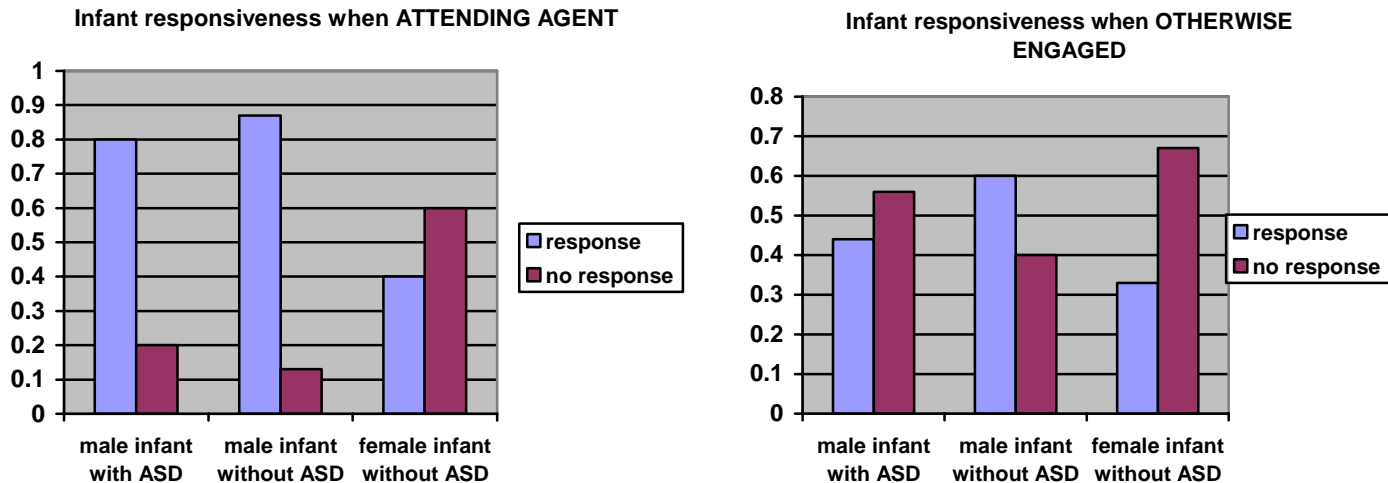 Infant responsiveness when ATTENDING AGENT
1
0.9
0.8
0.7
0.6
0.5
0.4
0.3
0.2
0.1
0
male infant with ASD
male infant without ASD
female infant without ASD
response
no response
Infant responsiveness when OTHERWISE
ENGAGED
0.8
0.7
0.6
0.5
0.4
0.3
0.2
0.1
0
male infant with ASD
male infant without ASD
female infant without ASD
response
no response